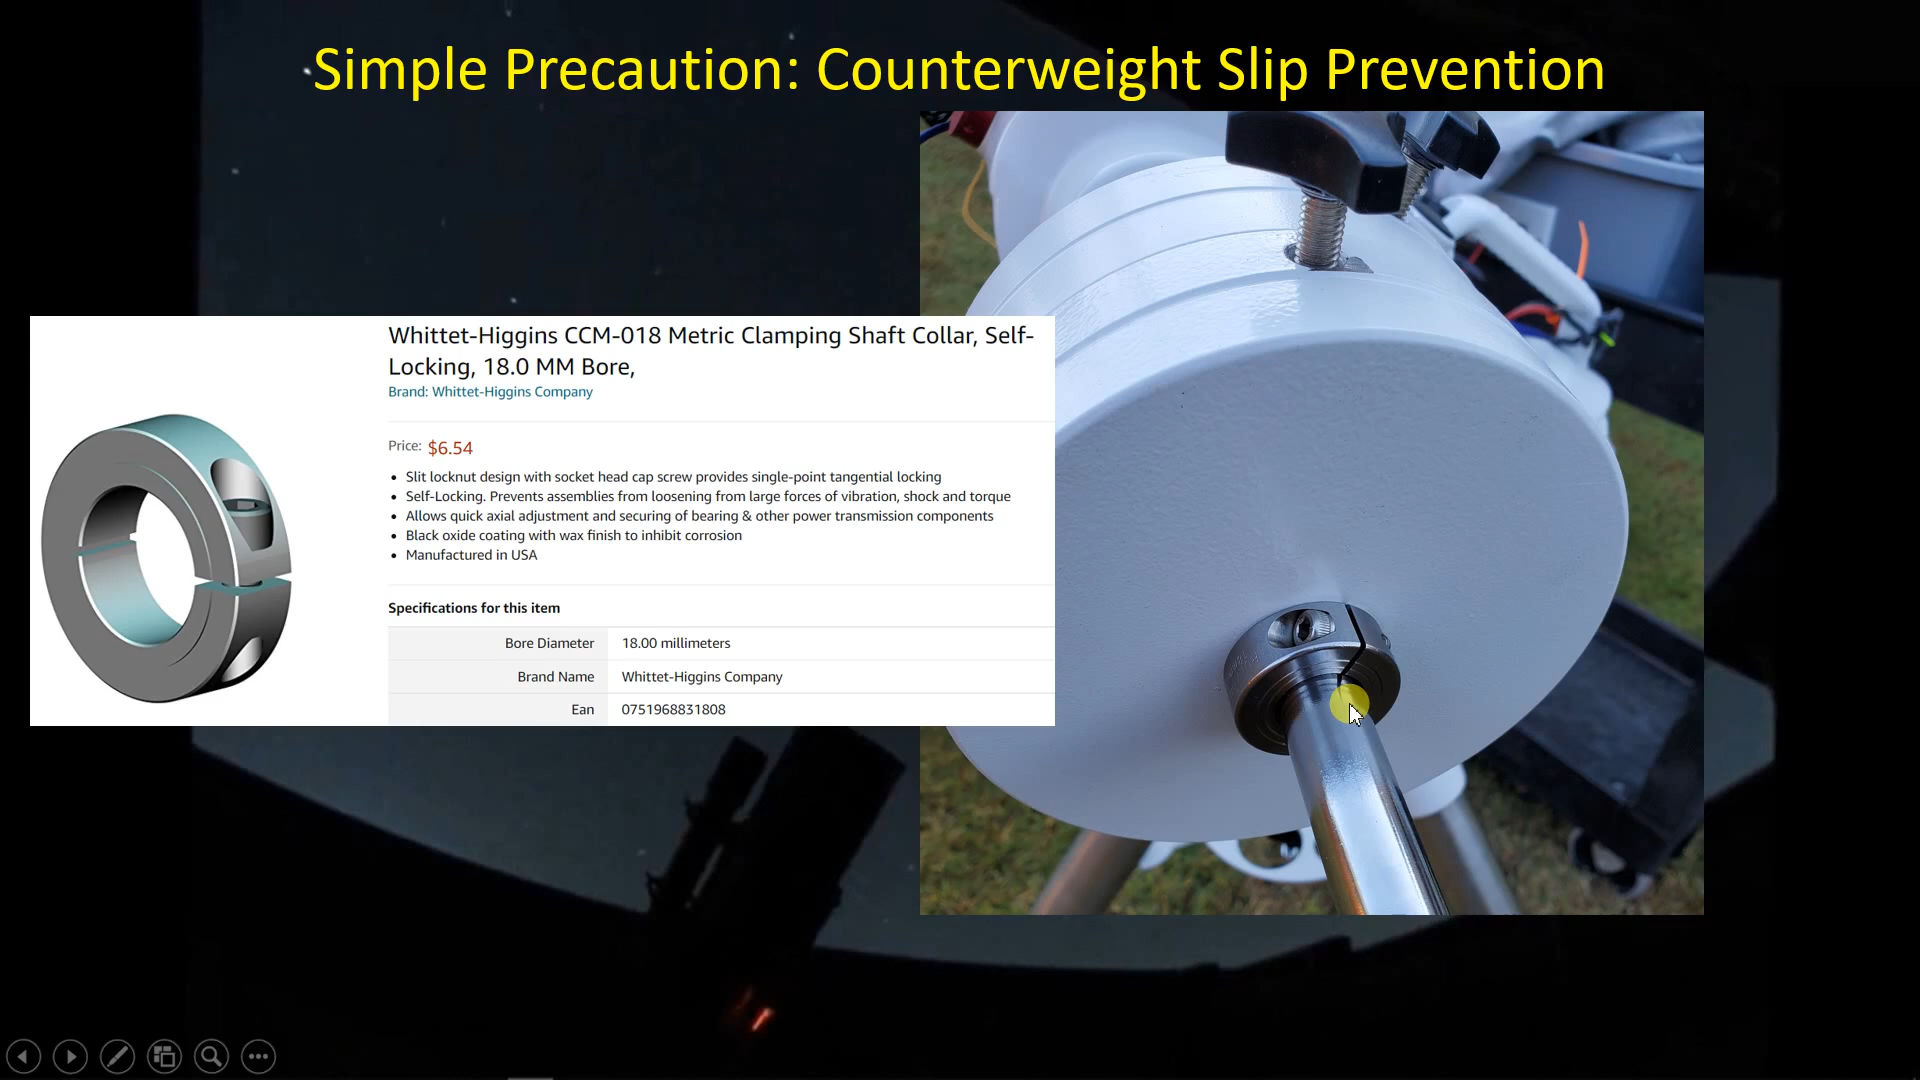 Simple Precaution: Counterweight Slip Prevention
Whittet-Higgins CCM-018 Metric Clamping Shaft Collar, Self-
Locking, 18.0 MM Bore,
Brand: Whittet-Higgins Company
Price: $6.54
• Slit locknut design with socket head cap screw provides single-point tangential locking
• Self-Locking. Prevents assemblies from loosening from large forces of vibration, shock and torque
• Allows quick axial adjustment and securing of bearing & other power transmission components
• Black oxide coating with wax finish to inhibit corrosion
• Manufactured in USA
Specifications for this item
Bore Diameter 18.00 millimeters
Brand Name Whittet-Higgins Company
Ean 0751968831808